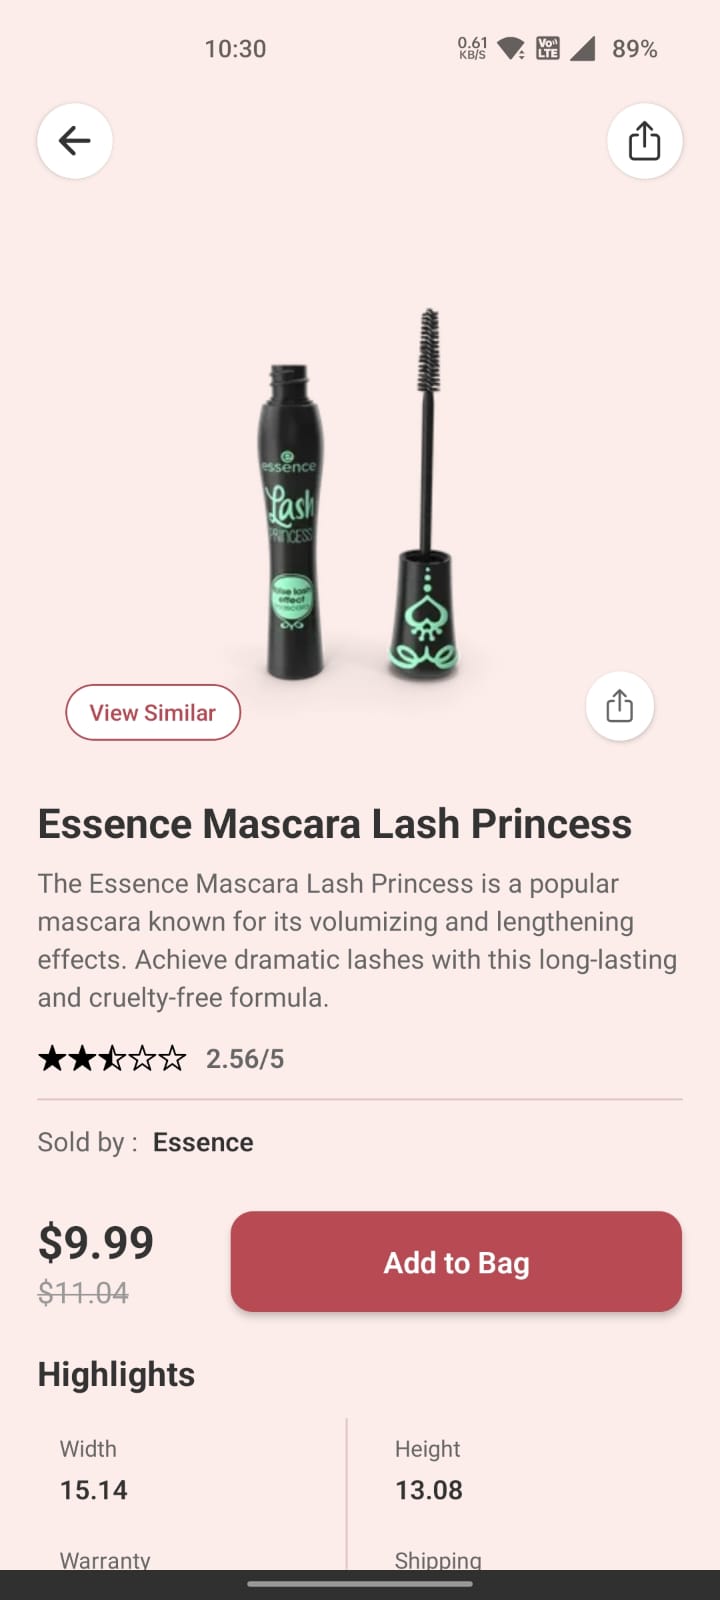 10:30
0.61
KB/S
Vo))
LTE
89%
essence
Lash
PRINCESS
false lash
effect
mascara
View Similar
Essence Mascara Lash Princess
The Essence Mascara Lash Princess is a popular
mascara known for its volumizing and lengthening
effects. Achieve dramatic lashes with this long-lasting
and cruelty-free formula.
2.56/5
Sold by : Essence
$9.99
$11.04
Add to Bag
Highlights
Width
15.14
Height
13.08
Warranty
Shipping